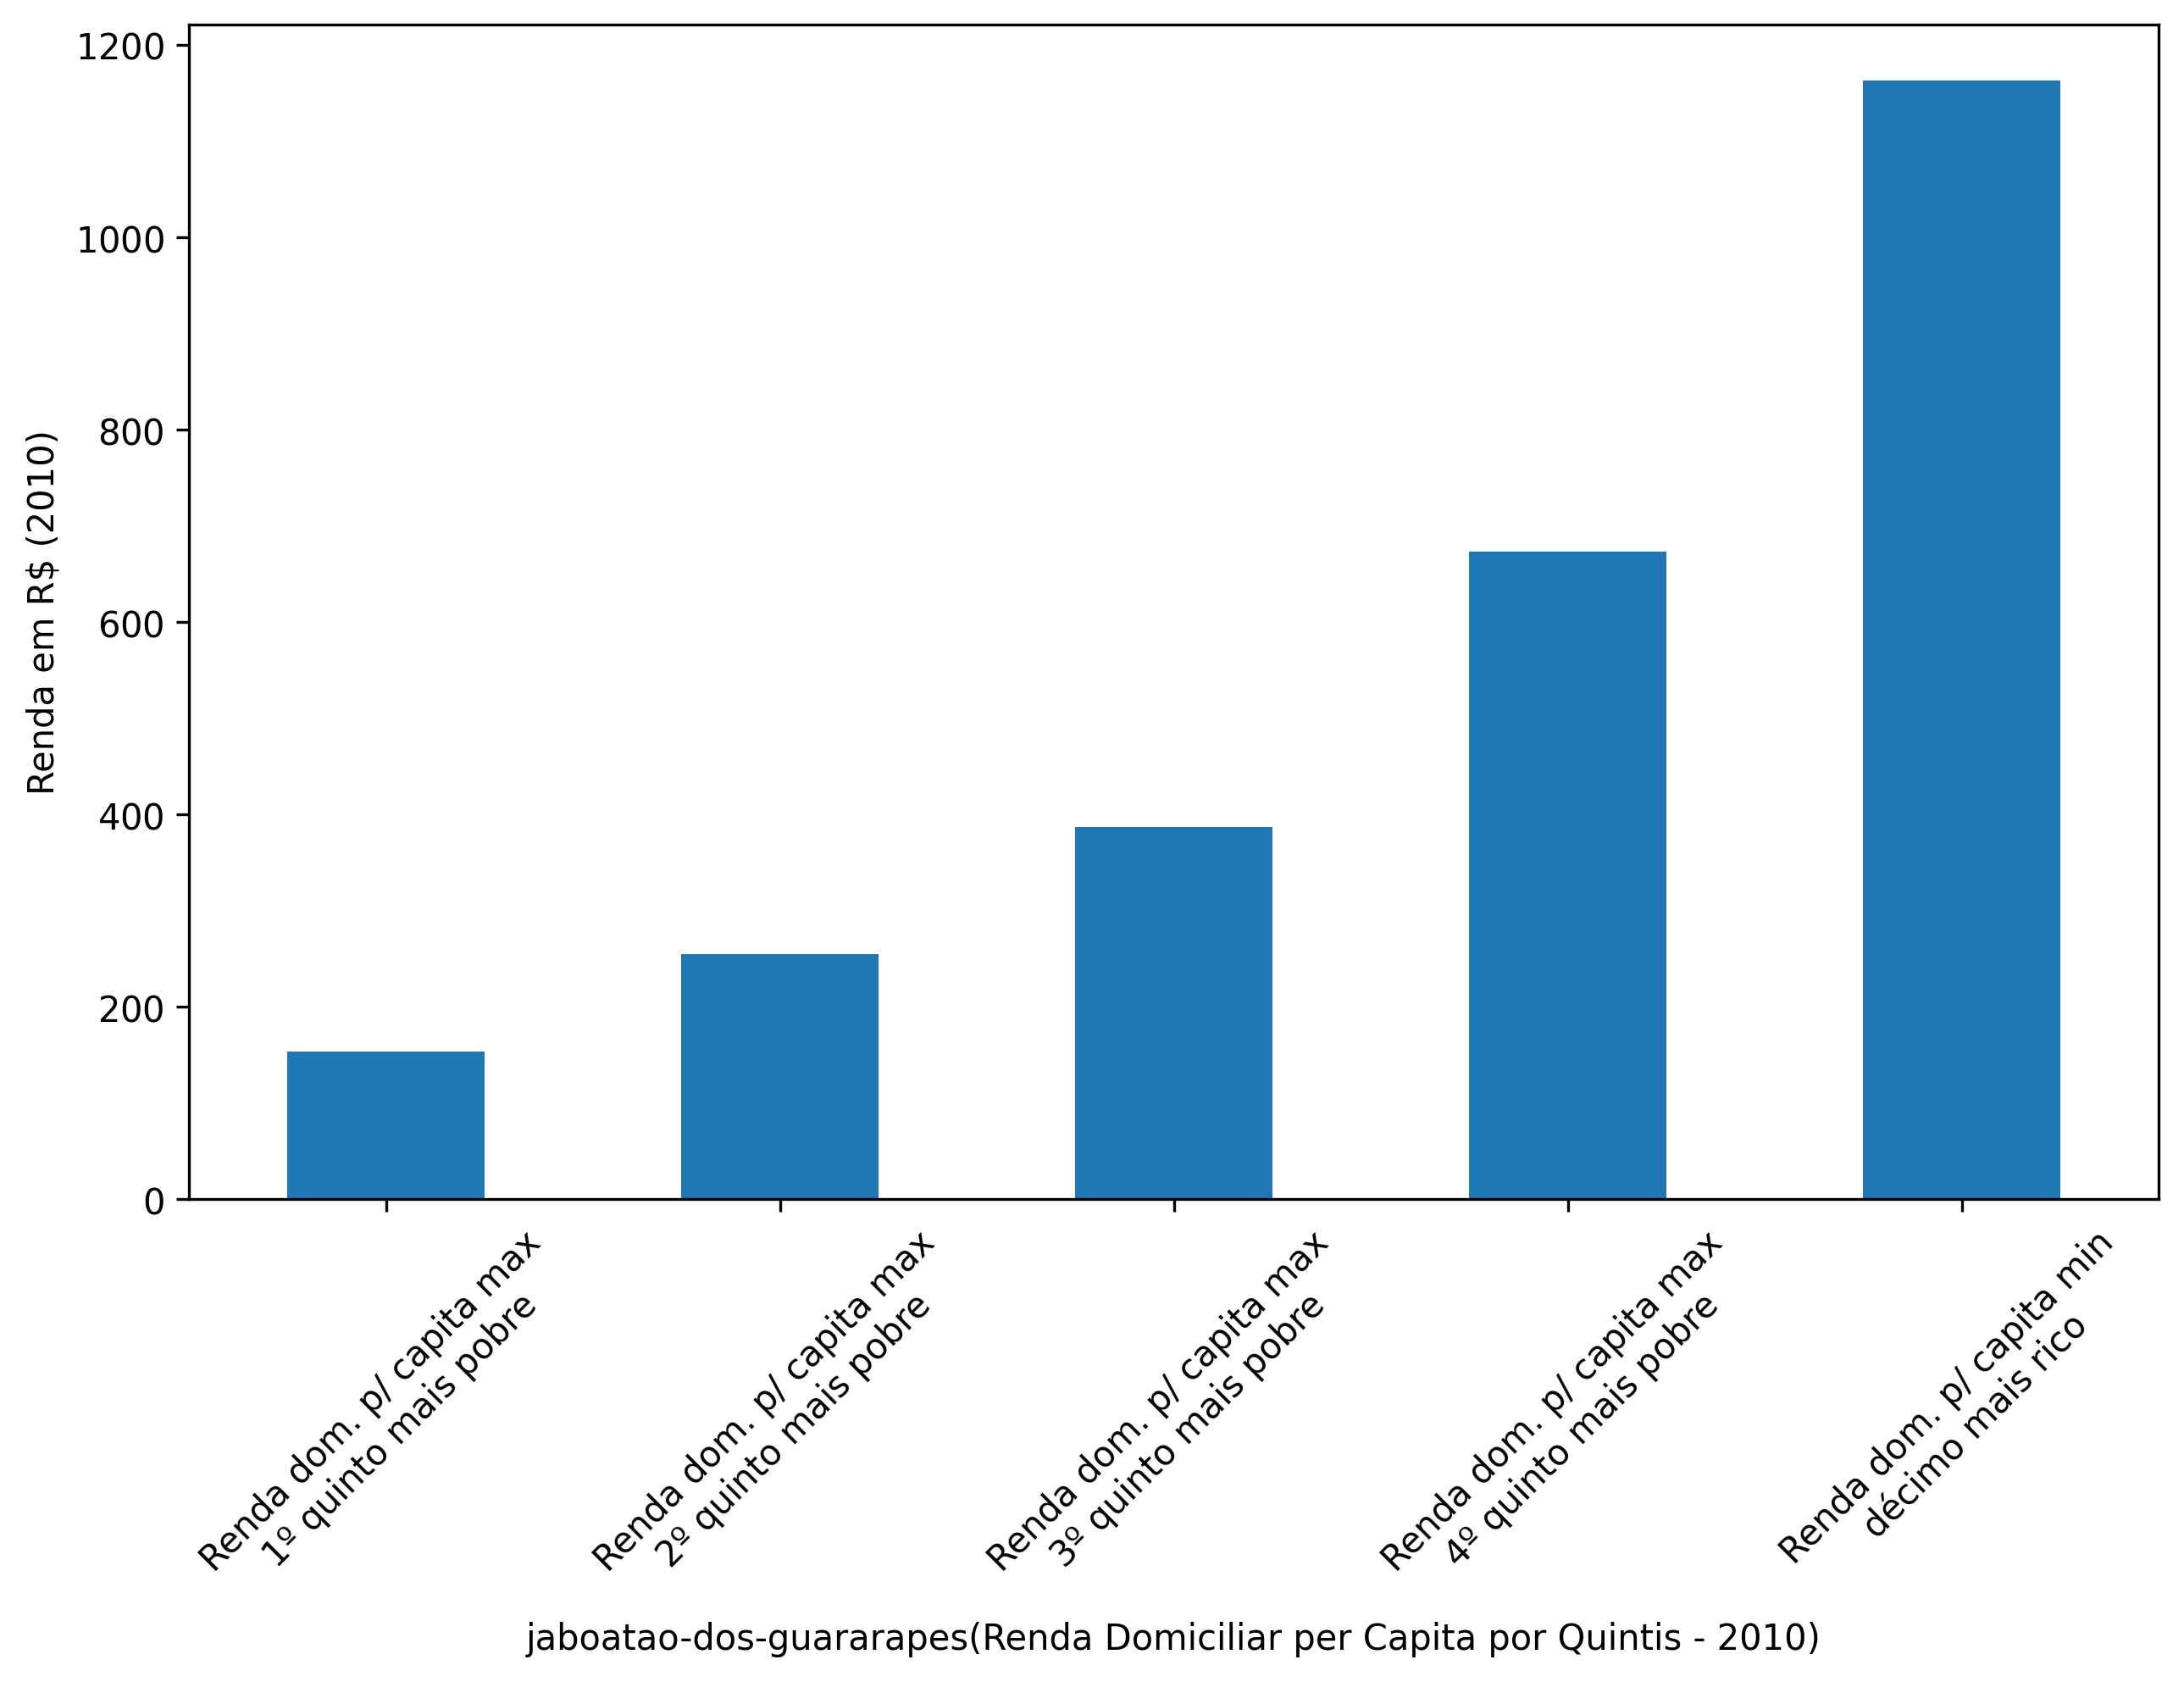 1200
1000
800
600
400
200
0
Renda em R$ (2010)
Renda dom. p/ capita max
1º quinto mais pobre
Renda dom. p/ capita max
2º quinto mais pobre
Renda dom. p/ capita max
3º quinto mais pobre
Renda dom. p/ capita max
4º quinto mais pobre
Renda dom. p/ capita min
décimo mais rico
jaboatao-dos-guararapes(Renda Domiciliar per Capita por Quintis - 2010)